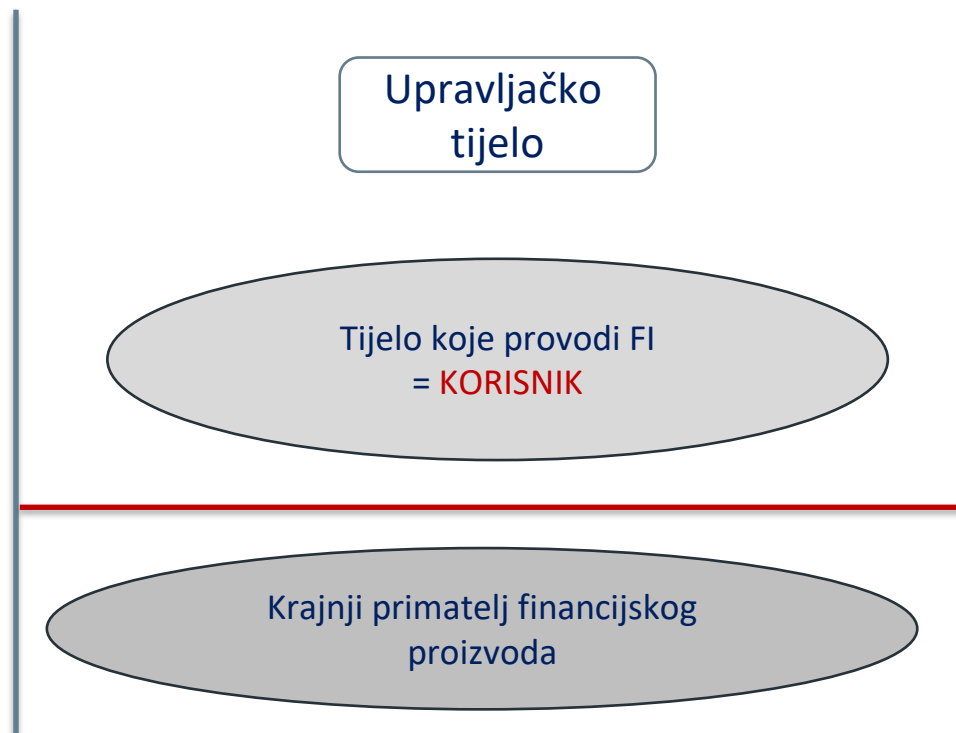 Upravljačko
tijelo
Tijelo koje provodi FI
= KORISNIK
Krajnji primatelj financijskog
proizvoda